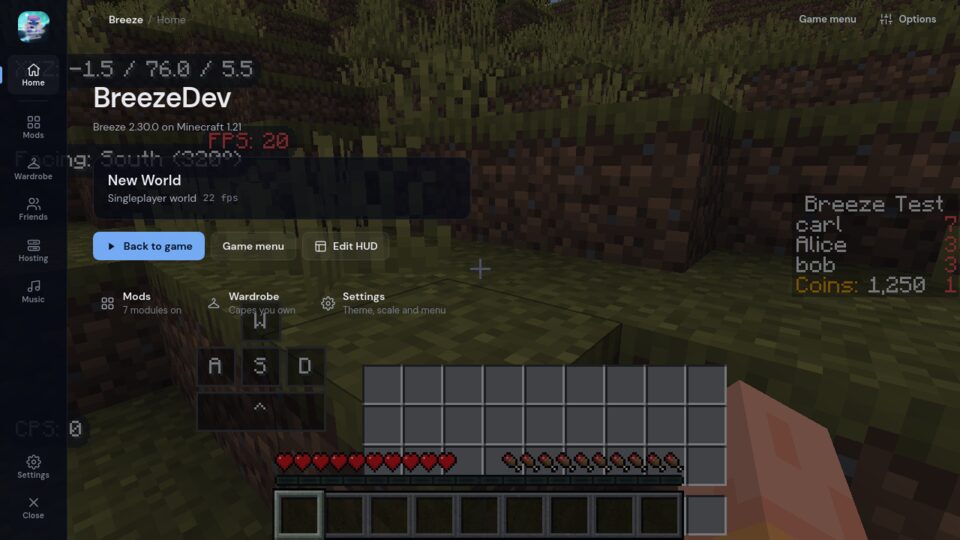 Breeze / Home
Game menu
Options
XYZ: -1.5 / 76.0 / 5.5
Home
BreezeDev
Breeze 2.30.0 on Minecraft 1.21
FPS: 20
Mods
Facing: South (320°)
Wardrobe
New World
Singleplayer world 22 fps
Friends
Breeze Test
carl 7
Alice 3
bob 3
Coins: 1,250 1
Back to game
Game menu
Edit HUD
Hosting
Music
Mods
7 modules on
Wardrobe
Capes you own
Settings
Theme, scale and menu
W
A S D
^
CPS: 0
Settings
Close